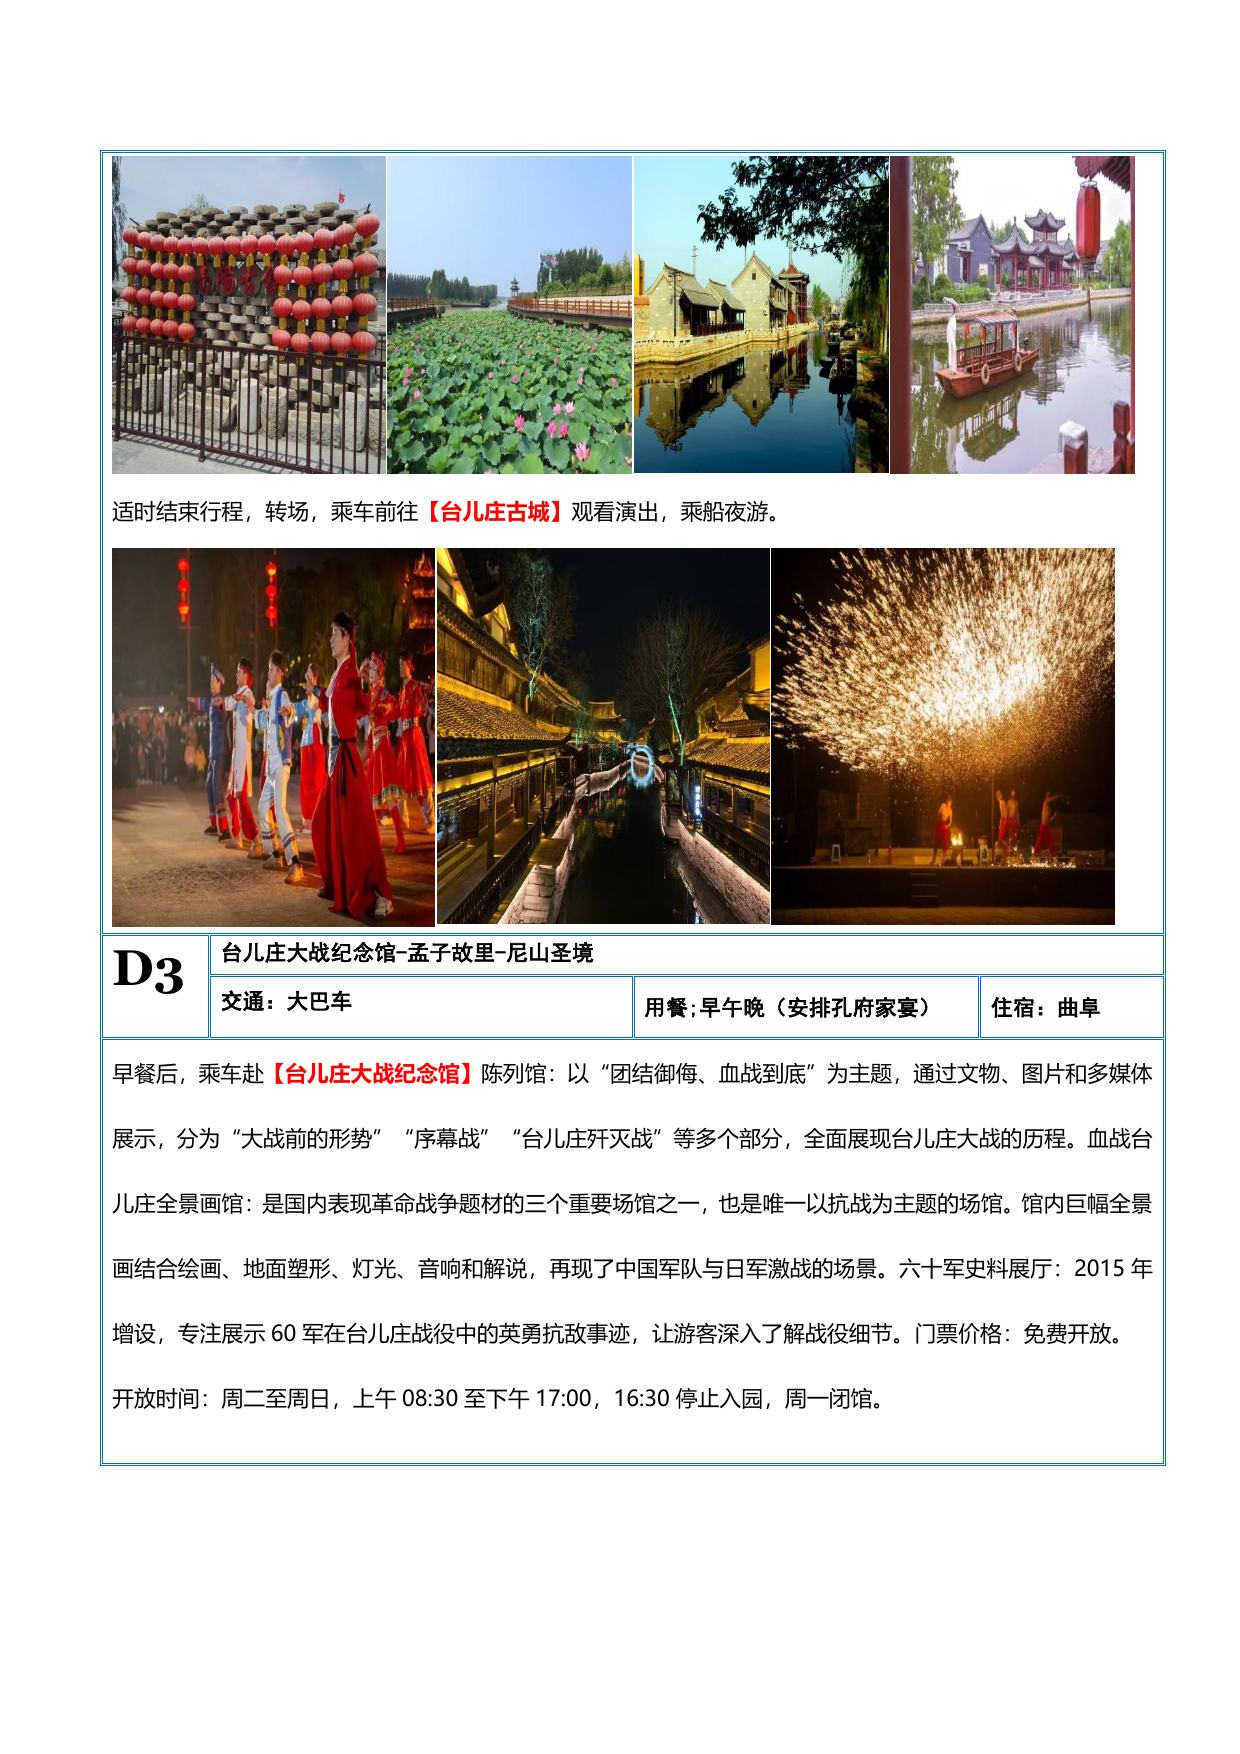 南阳古镇
适时结束行程，转场，乘车前往【台儿庄古城】观看演出，乘船夜游。
D3
台儿庄大战纪念馆-孟子故里-尼山圣境
交通：大巴车
用餐;早午晚（安排孔府家宴）
住宿：曲阜
早餐后，乘车赴【台儿庄大战纪念馆】陈列馆：以“团结御侮、血战到底”为主题，通过文物、图片和多媒体
展示，分为“大战前的形势”“序幕战”“台儿庄歼灭战”等多个部分，全面展现台儿庄大战的历程。血战台
儿庄全景画馆：是国内表现革命战争题材的三个重要场馆之一，也是唯一以抗战为主题的场馆。馆内巨幅全景
画结合绘画、地面塑形、灯光、音响和解说，再现了中国军队与日军激战的场景。六十军史料展厅：2015 年
增设，专注展示 60 军在台儿庄战役中的英勇抗敌事迹，让游客深入了解战役细节。门票价格：免费开放。
开放时间：周二至周日，上午 08:30 至下午 17:00，16:30 停止入园，周一闭馆。